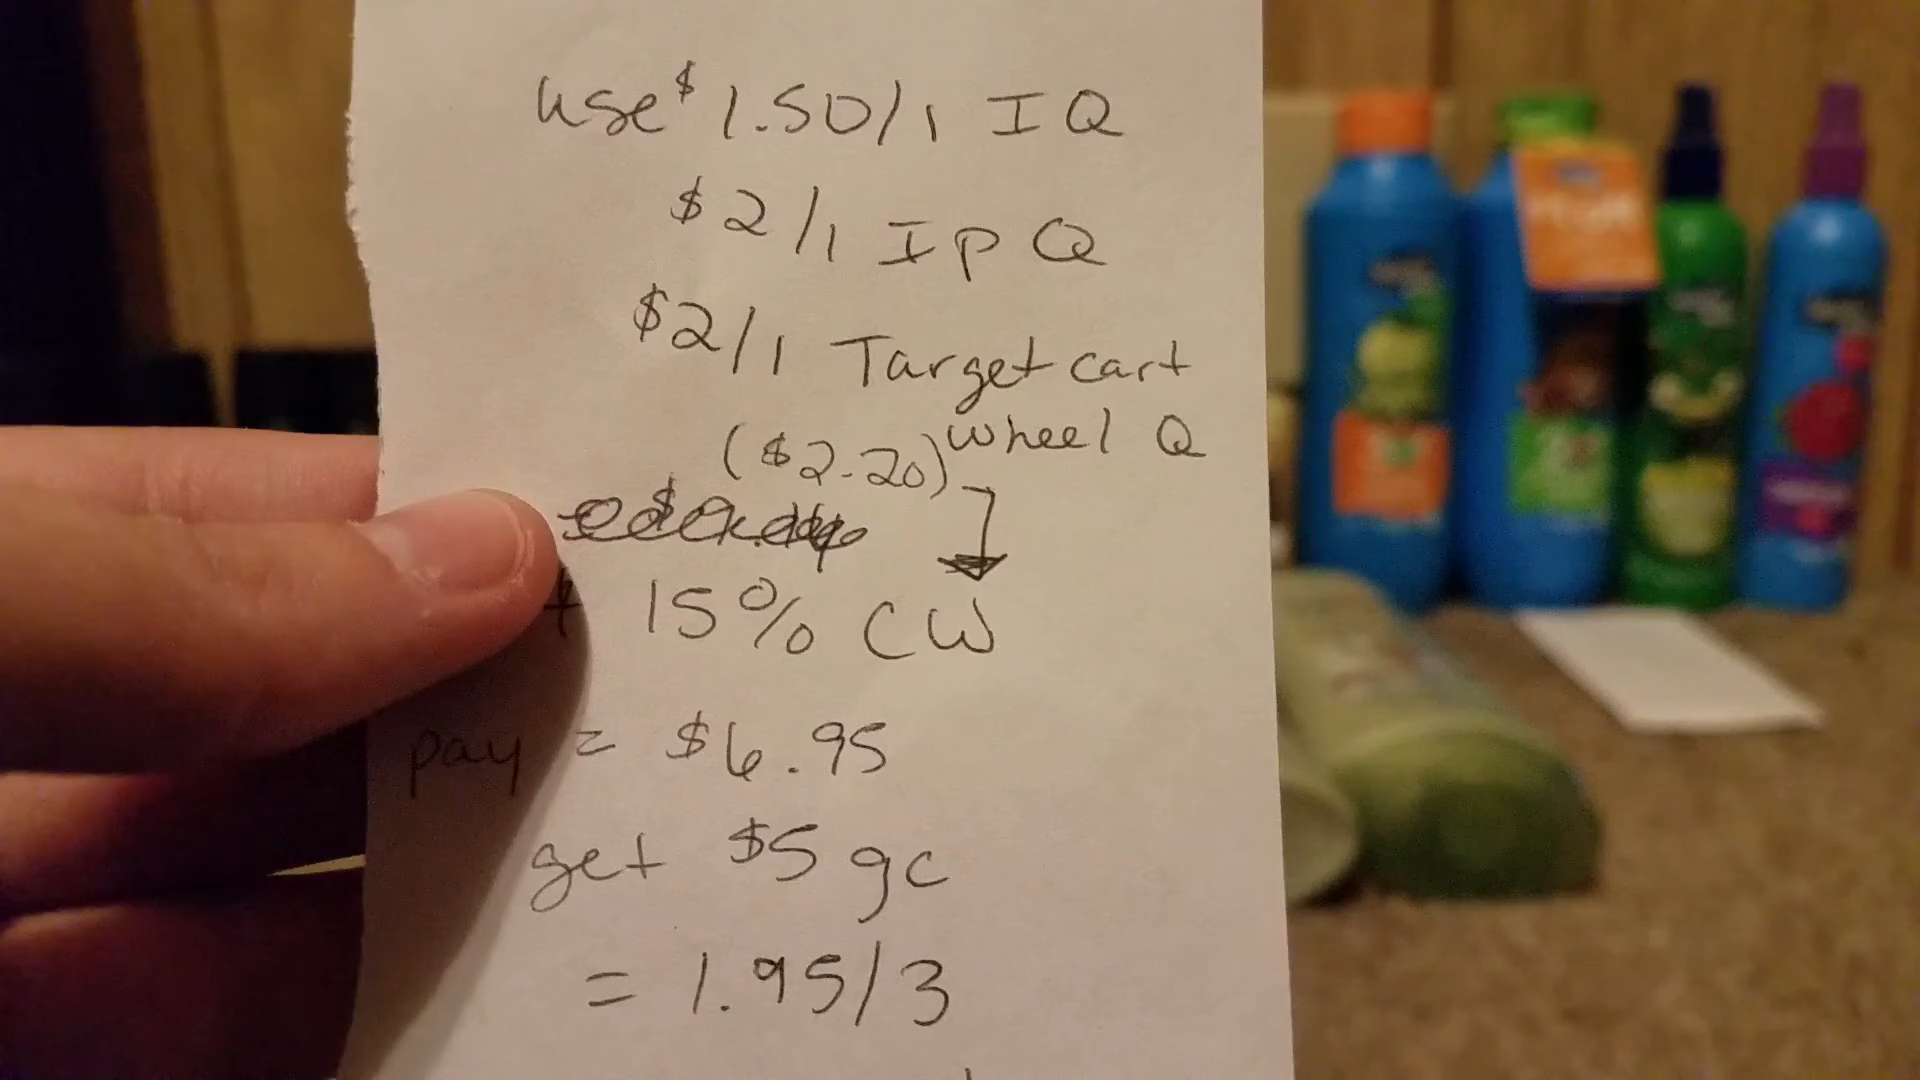 use $1.50/1 IQ
$2/1 IPQ
$2/1 Target cart
wheel Q
($2.20)
+ 15% CW
pay = $6.95
get $5 gc
= 1.95/3